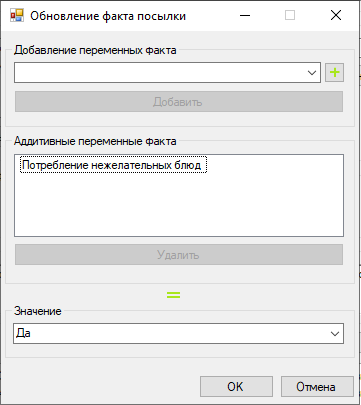 Обновление факта посылки
Добавление переменных факта
+
Добавить
Аддитивные переменные факта
Потребление нежелательных блюд
Удалить
=
Значение
Да
ОК
Отмена